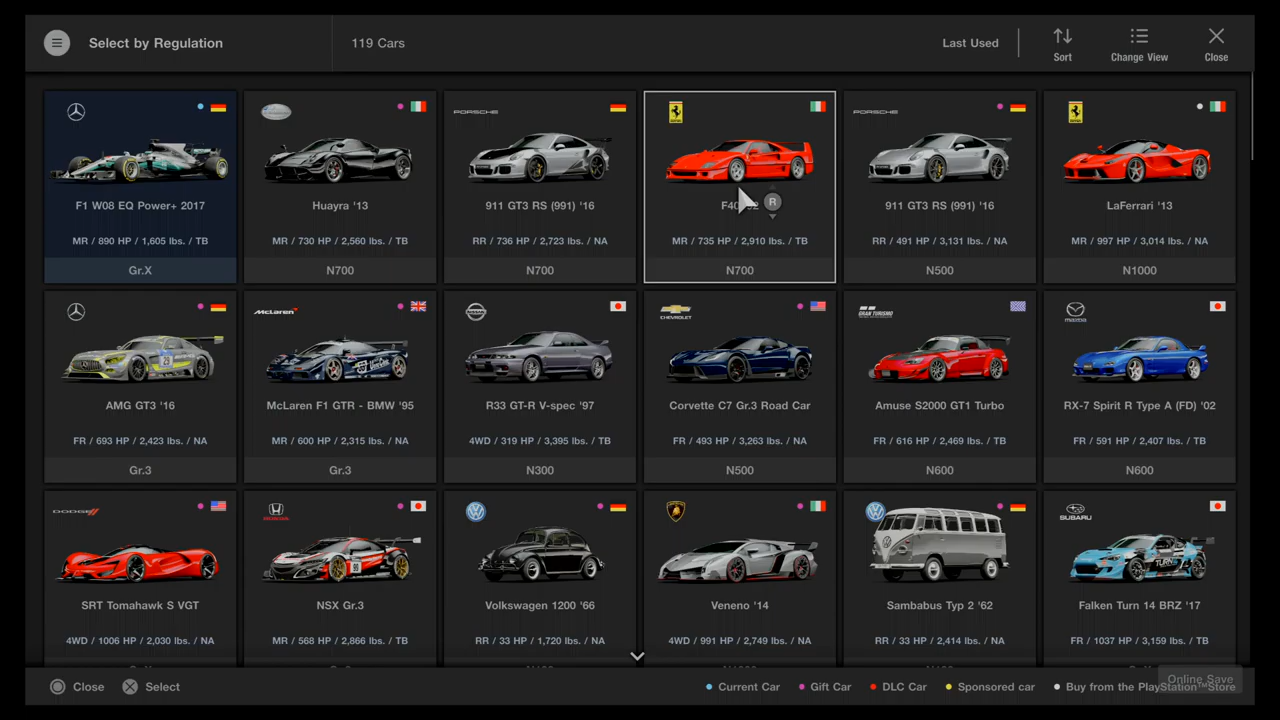 Select by Regulation
119 Cars
Last Used
Sort
Change View
Close
F1 W08 EQ Power+ 2017
MR / 890 HP / 1,605 lbs. / TB
Gr.X
Huayra '13
MR / 730 HP / 2,560 lbs. / TB
N700
PORSCHE
911 GT3 RS (991) '16
RR / 736 HP / 2,723 lbs. / NA
N700
F40 '92
R
MR / 735 HP / 2,910 lbs. / TB
N700
PORSCHE
911 GT3 RS (991) '16
RR / 491 HP / 3,131 lbs. / NA
N500
LaFerrari '13
MR / 997 HP / 3,014 lbs. / NA
N1000
AMG GT3 '16
FR / 693 HP / 2,423 lbs. / NA
Gr.3
McLaren
McLaren F1 GTR - BMW '95
MR / 600 HP / 2,315 lbs. / NA
Gr.3
R33 GT-R V-spec '97
4WD / 319 HP / 3,395 lbs. / TB
N300
CHEVROLET
Corvette C7 Gr.3 Road Car
FR / 493 HP / 3,263 lbs. / NA
N500
GRAN TURISMO
Amuse S2000 GT1 Turbo
FR / 616 HP / 2,469 lbs. / TB
N600
mazda
RX-7 Spirit R Type A (FD) '02
FR / 591 HP / 2,407 lbs. / TB
N600
DODGE
SRT Tomahawk S VGT
4WD / 1006 HP / 2,030 lbs. / NA
HONDA
NSX Gr.3
MR / 568 HP / 2,866 lbs. / TB
Volkswagen 1200 '66
RR / 33 HP / 1,720 lbs. / NA
Veneno '14
4WD / 991 HP / 2,749 lbs. / NA
Sambabus Typ 2 '62
RR / 33 HP / 2,414 lbs. / NA
SUBARU
Falken Turn 14 BRZ '17
FR / 1037 HP / 3,159 lbs. / TB
Close
Select
Current Car
Gift Car
DLC Car
Sponsored car
Buy from the PlayStation™Store
Online Save